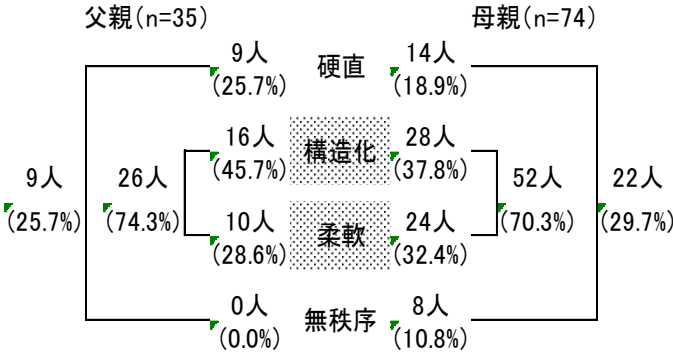 父親(n=35) 母親(n=74)
9人 硬直 14人
(25.7%) (18.9%)
16人 構造化 28人
(45.7%) (37.8%)
9人 26人 52人 22人
(25.7%) (74.3%) (70.3%) (29.7%)
10人 柔軟 24人
(28.6%) (32.4%)
0人 無秩序 8人
(0.0%) (10.8%)